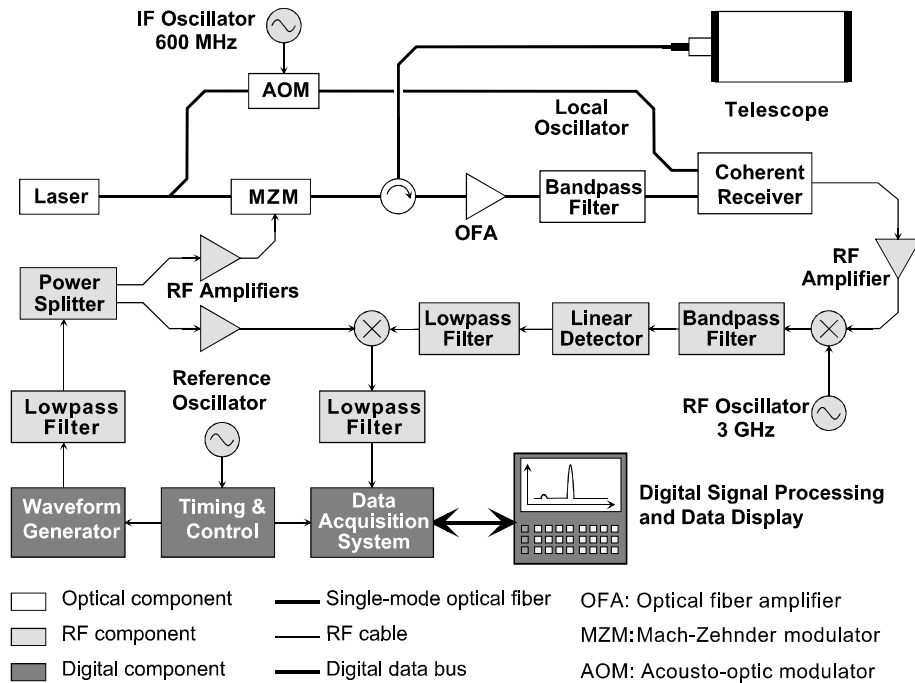 IF Oscillator
600 MHz
AOM
Telescope
Local
Oscillator
Laser
MZM
OFA
Bandpass
Filter
Coherent
Receiver
RF
Amplifier
Power
Splitter
RF Amplifiers
Lowpass
Filter
Linear
Detector
Bandpass
Filter
Reference
Oscillator
Lowpass
Filter
Lowpass
Filter
RF Oscillator
3 GHz
Waveform
Generator
Timing &
Control
Data
Acquisition
System
Digital Signal Processing
and Data Display
Optical component
Single-mode optical fiber
OFA: Optical fiber amplifier
RF component
RF cable
MZM: Mach-Zehnder modulator
Digital component
Digital data bus
AOM: Acousto-optic modulator